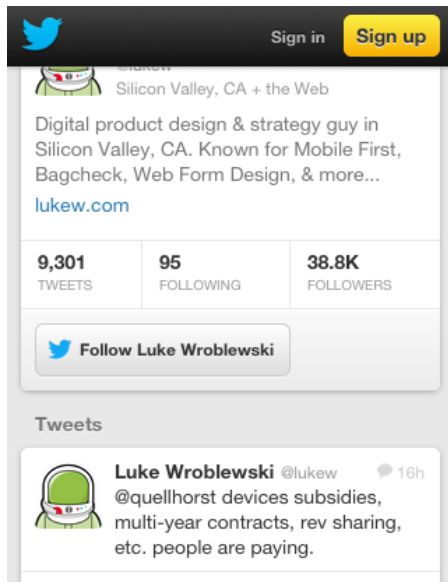 Sign in Sign up
@lukew
Silicon Valley, CA + the Web
Digital product design & strategy guy in
Silicon Valley, CA. Known for Mobile First,
Bagcheck, Web Form Design, & more...
lukew.com
9,301 95 38.8K
TWEETS FOLLOWING FOLLOWERS
Follow Luke Wroblewski
Tweets
Luke Wroblewski @lukew 16h
@quellhorst devices subsidies,
multi-year contracts, rev sharing,
etc. people are paying.